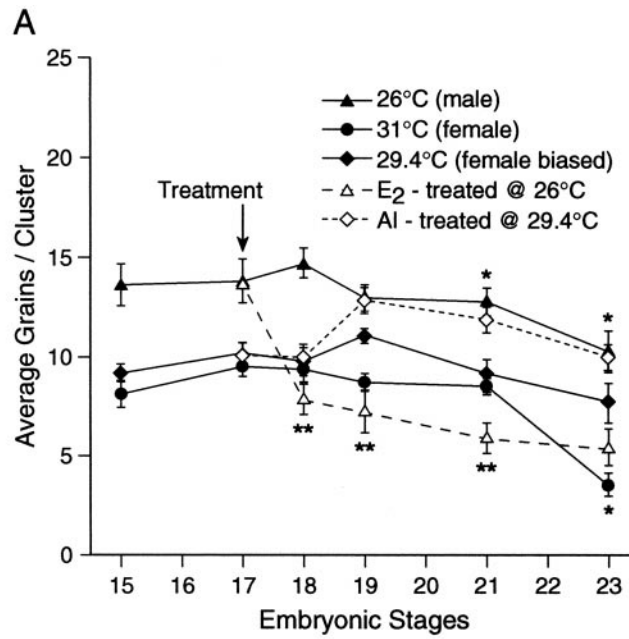 A
25
20
15
10
5
0
Average Grains / Cluster
26°C (male)
31°C (female)
29.4°C (female biased)
E₂ - treated @ 26°C
AI - treated @ 29.4°C
Treatment
*
*
**
**
**
*
15 16 17 18 19 20 21 22 23
Embryonic Stages